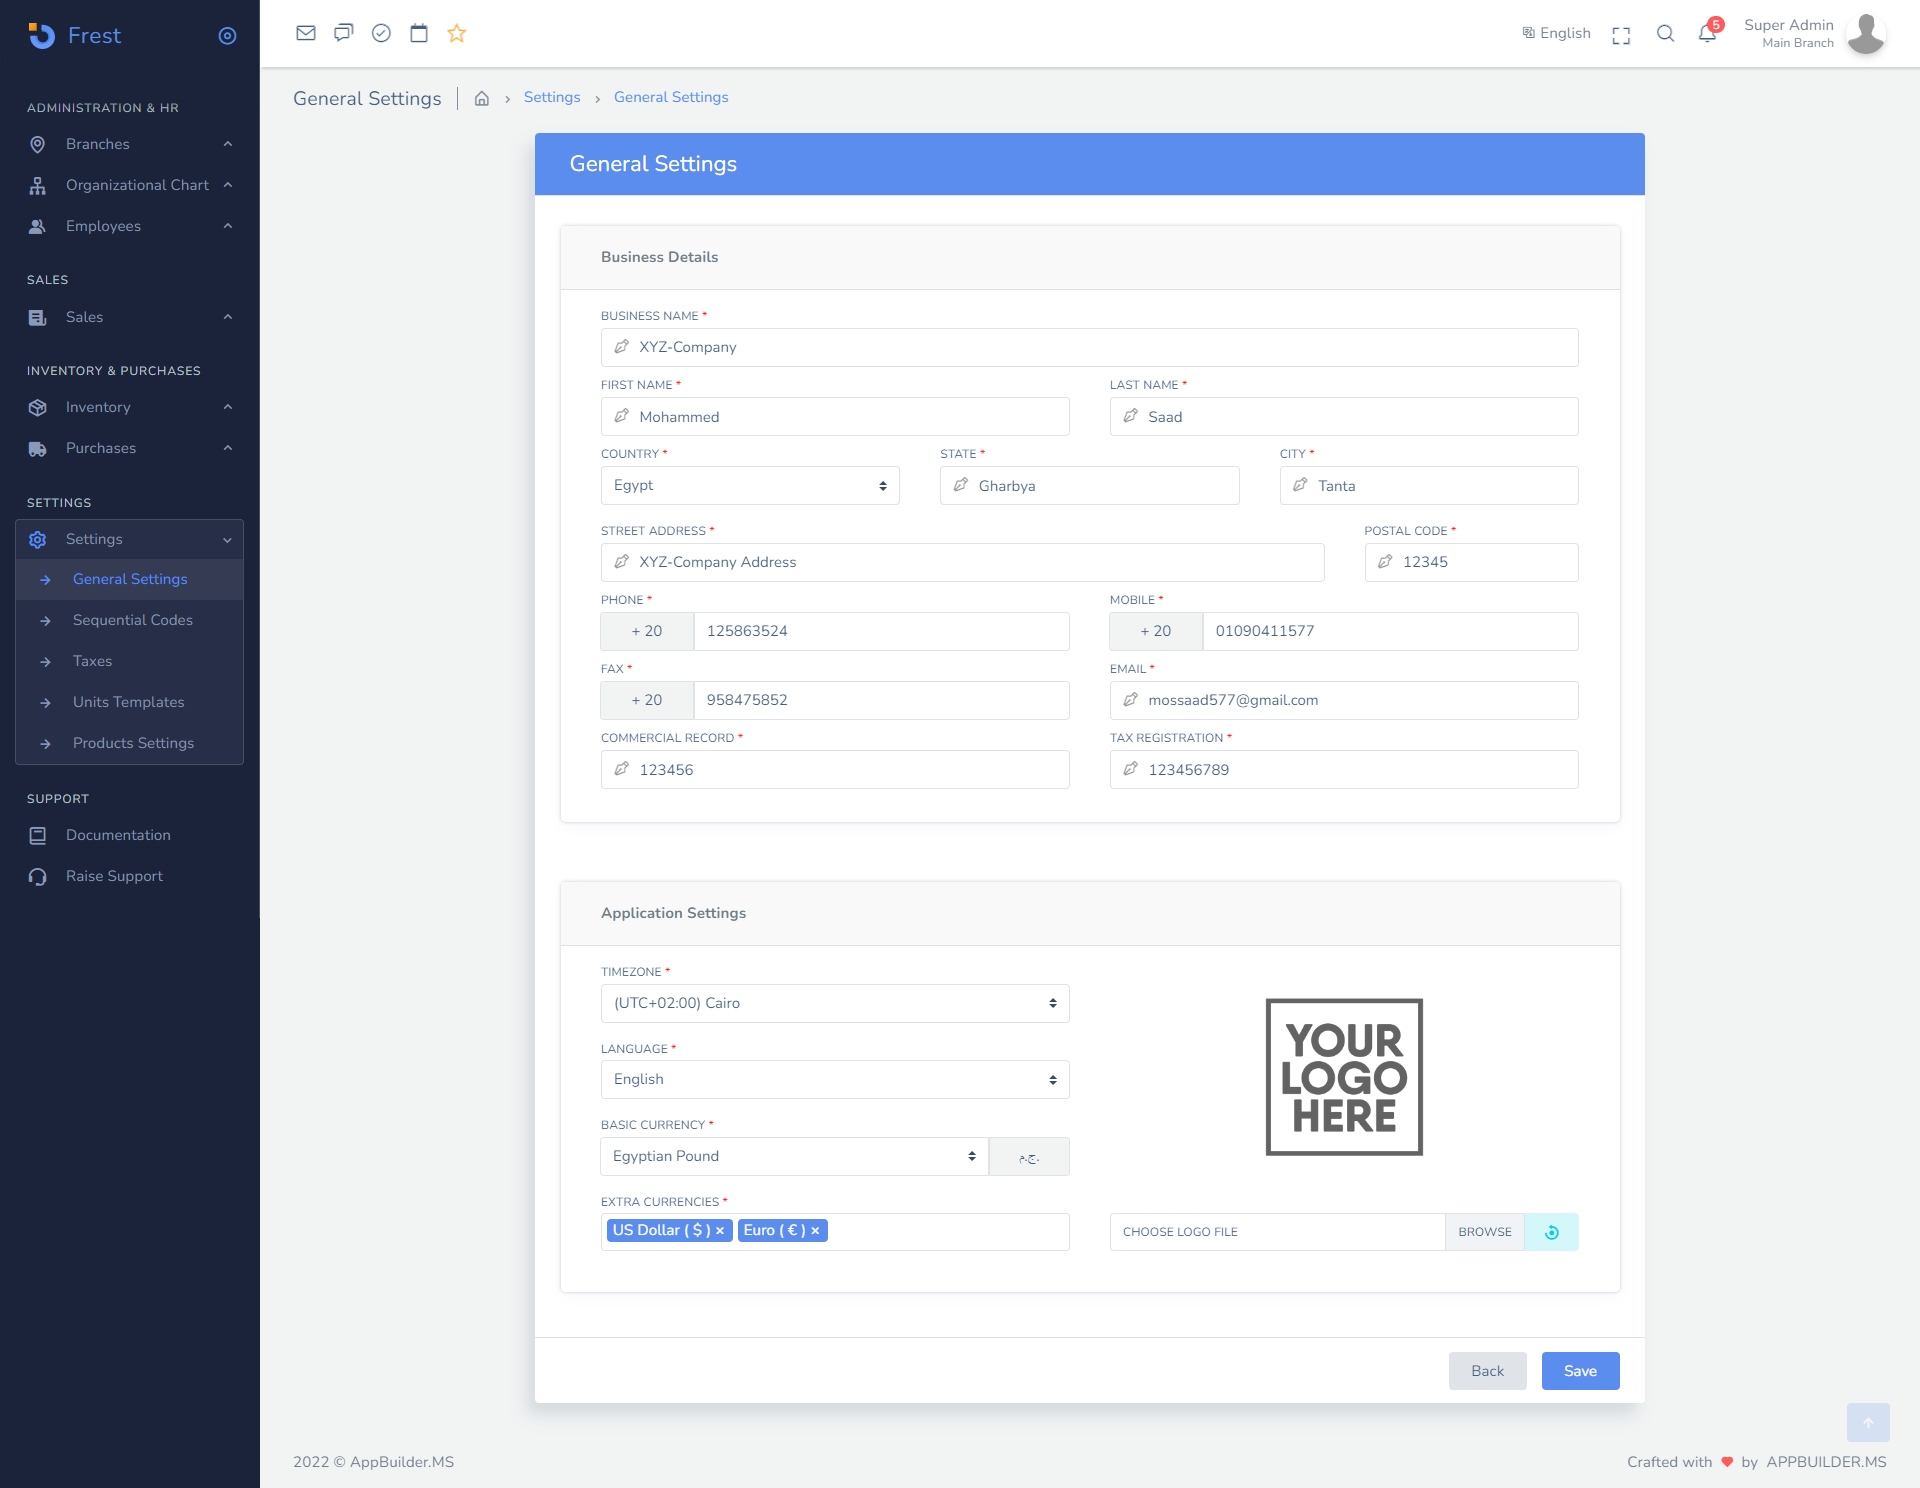 Frest
ADMINISTRATION & HR
Branches
Organizational Chart
Employees
SALES
Sales
INVENTORY & PURCHASES
Inventory
Purchases
SETTINGS
Settings
General Settings
Sequential Codes
Taxes
Units Templates
Products Settings
SUPPORT
Documentation
Raise Support
English
5
Super Admin
Main Branch
General Settings
Settings
General Settings
General Settings
Business Details
BUSINESS NAME *
XYZ-Company
FIRST NAME *
LAST NAME *
Mohammed
Saad
COUNTRY *
STATE *
CITY *
Egypt
Gharbya
Tanta
STREET ADDRESS *
POSTAL CODE *
XYZ-Company Address
12345
PHONE *
MOBILE *
+ 20
125863524
+ 20
01090411577
FAX *
EMAIL *
+ 20
958475852
mossaad577@gmail.com
COMMERCIAL RECORD *
TAX REGISTRATION *
123456
123456789
Application Settings
TIMEZONE *
(UTC+02:00) Cairo
LANGUAGE *
English
BASIC CURRENCY *
Egyptian Pound
ج.م.
EXTRA CURRENCIES *
US Dollar ( $ ) ×
Euro ( € ) ×
YOUR
LOGO
HERE
CHOOSE LOGO FILE
BROWSE
Back
Save
2022 © AppBuilder.MS
Crafted with ❤ by APPBUILDER.MS